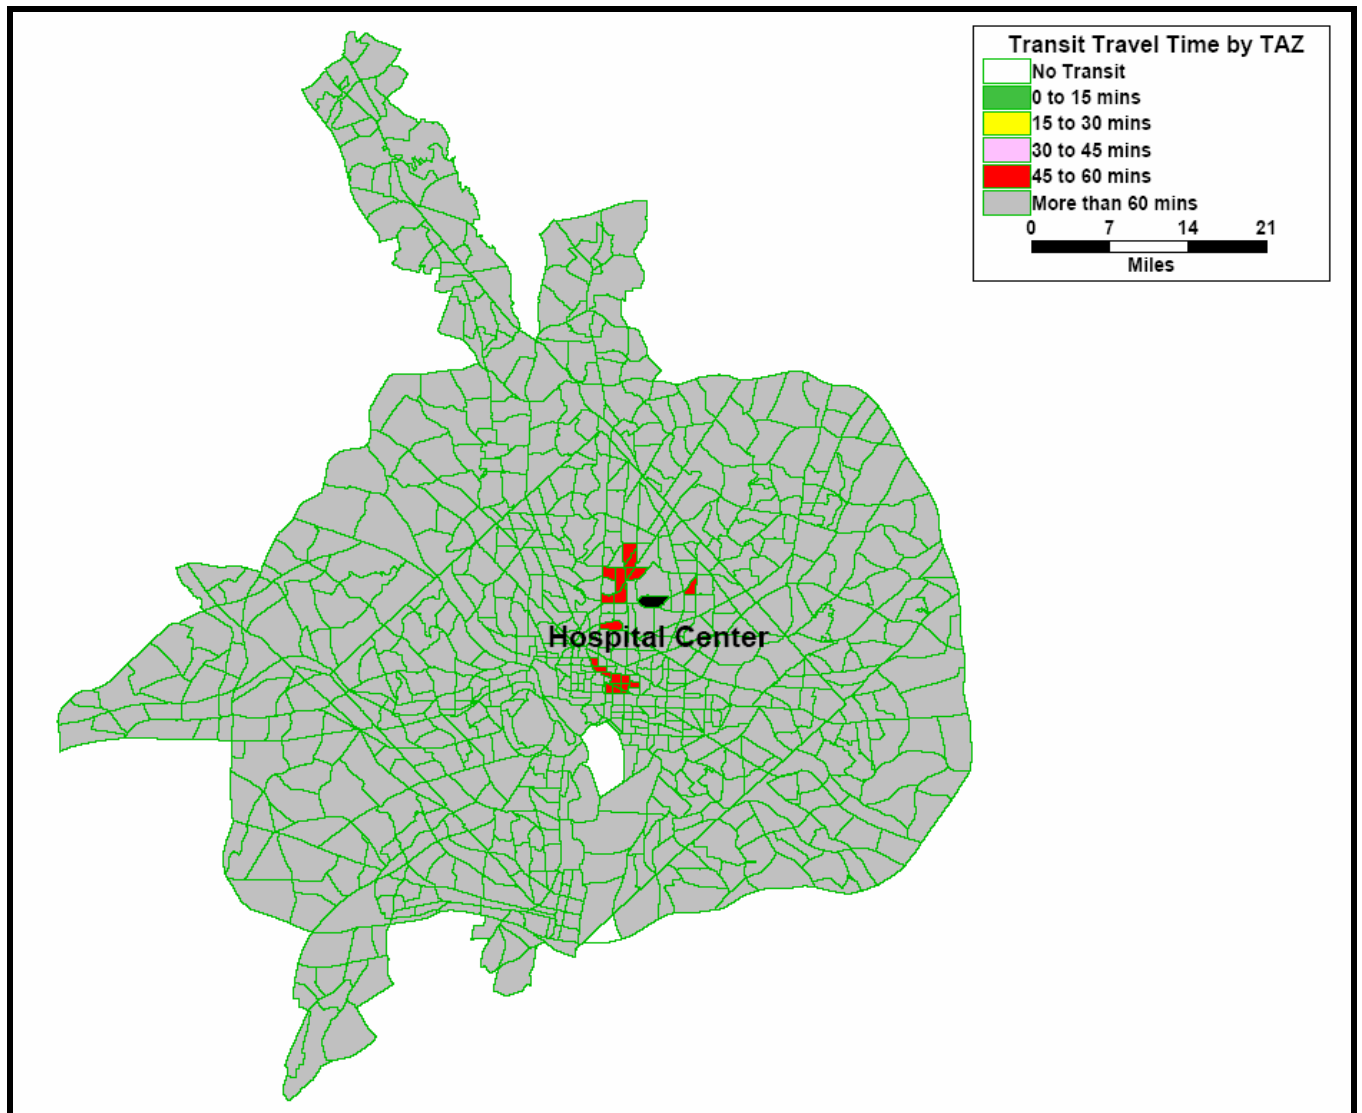 Transit Travel Time by TAZ
No Transit
0 to 15 mins
15 to 30 mins
30 to 45 mins
45 to 60 mins
More than 60 mins
0 7 14 21
Miles
Hospital Center